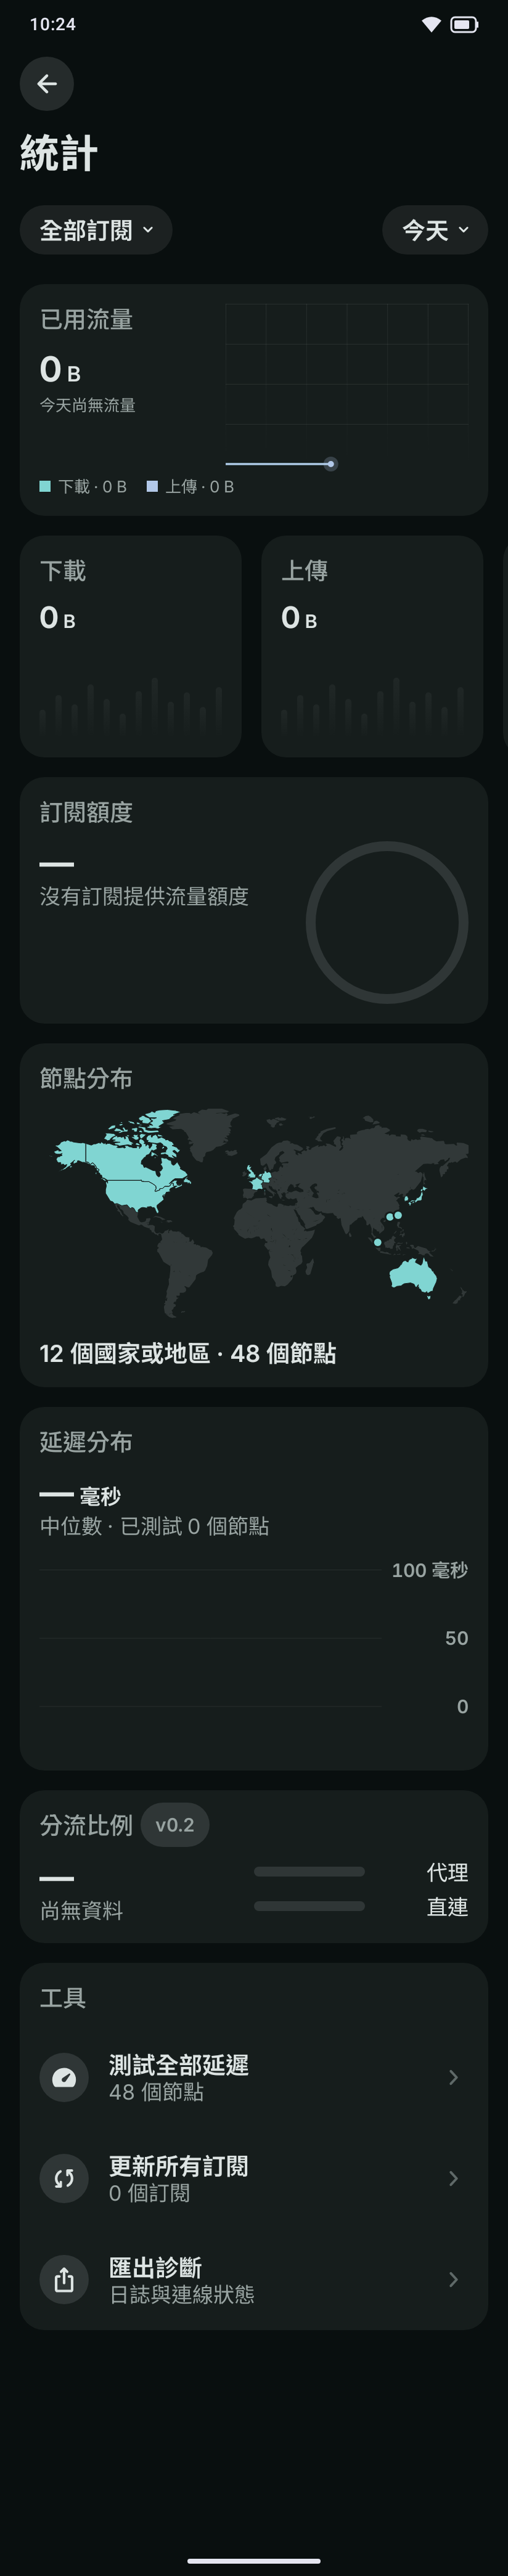 10:24
統計
全部訂閱
今天
已用流量
0 B
今天尚無流量
下載 · 0 B
上傳 · 0 B
下載
0 B
上傳
0 B
訂閱額度
—
沒有訂閱提供流量額度
節點分布
12 個國家或地區 · 48 個節點
延遲分布
— 毫秒
中位數 · 已測試 0 個節點
100 毫秒
50
0
分流比例
v0.2
—
尚無資料
代理
直連
工具
測試全部延遲
48 個節點
更新所有訂閱
0 個訂閱
匯出診斷
日誌與連線狀態